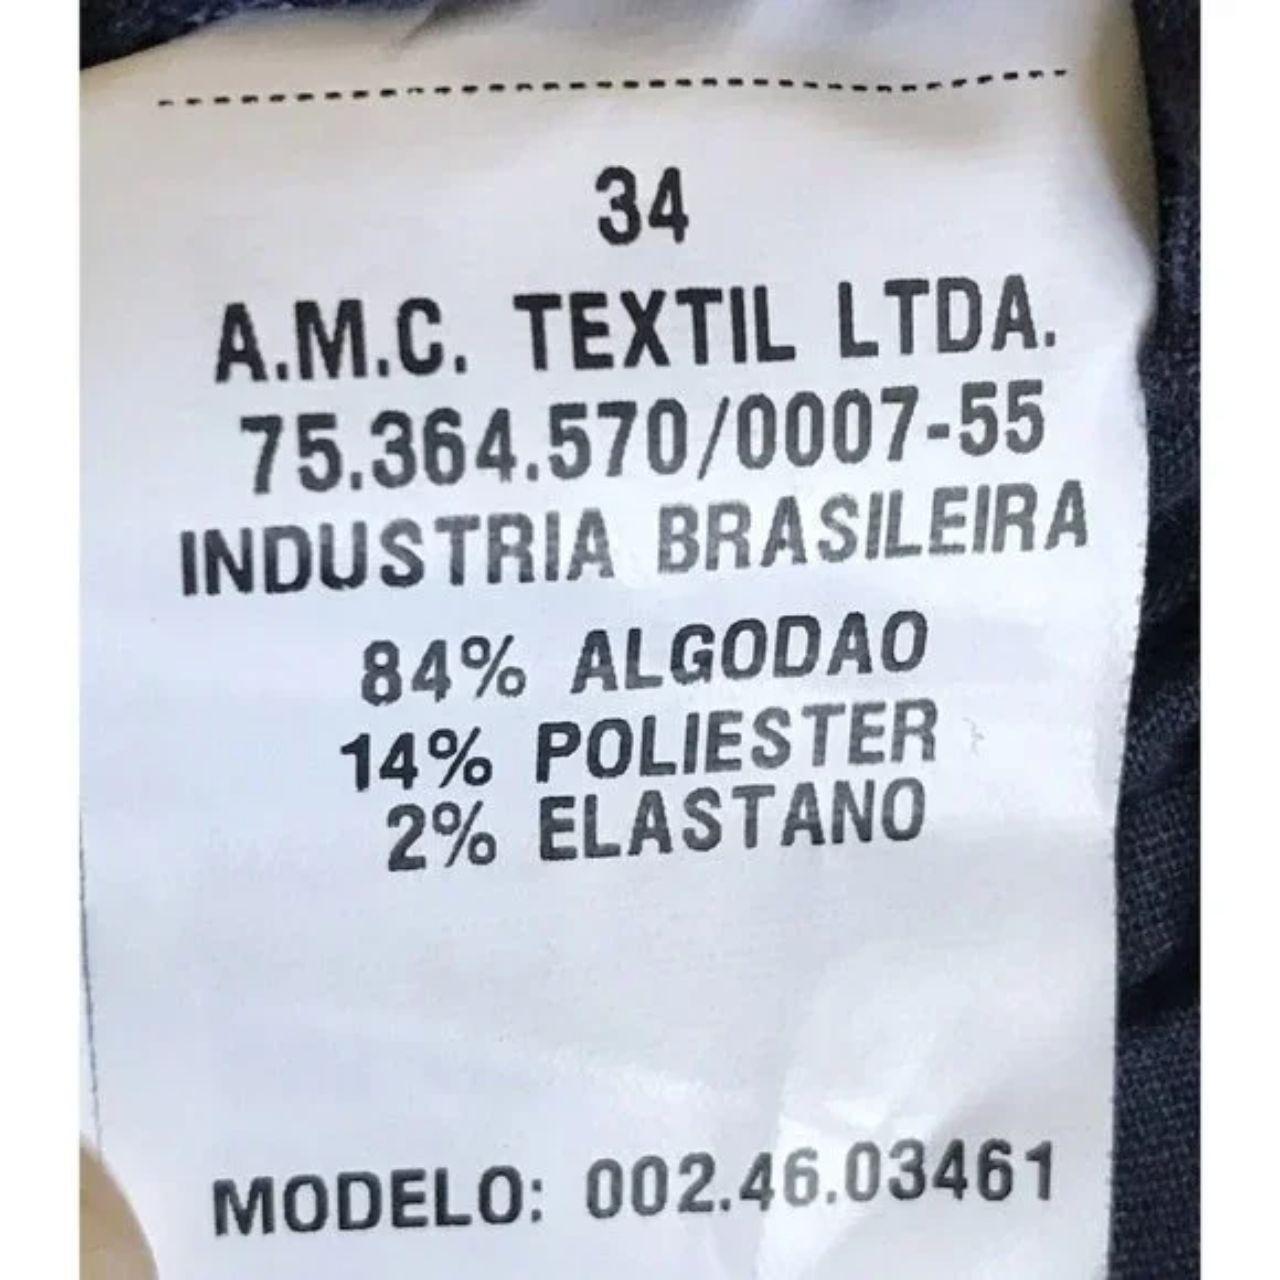 34
A.M.C. TEXTIL LTDA.
75.364.570/0007-55
INDUSTRIA BRASILEIRA
84% ALGODAO
14% POLIESTER
2% ELASTANO
MODELO: 002.46.03461